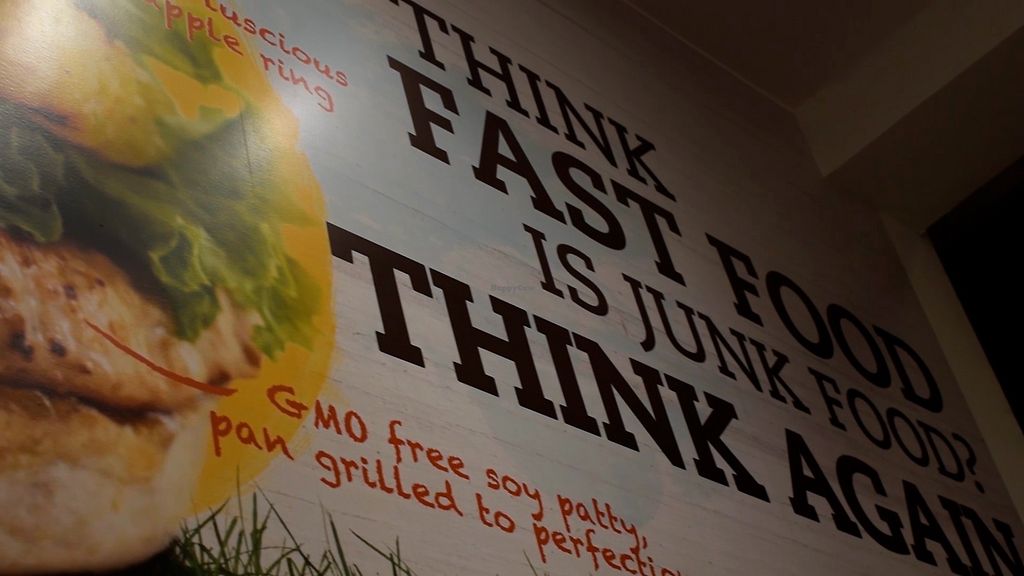 luscious
apple ring
THINK
FAST FOOD
IS JUNK FOOD?
THINK AGAIN
GMO free soy patty,
pan grilled to perfectio
HappyCow